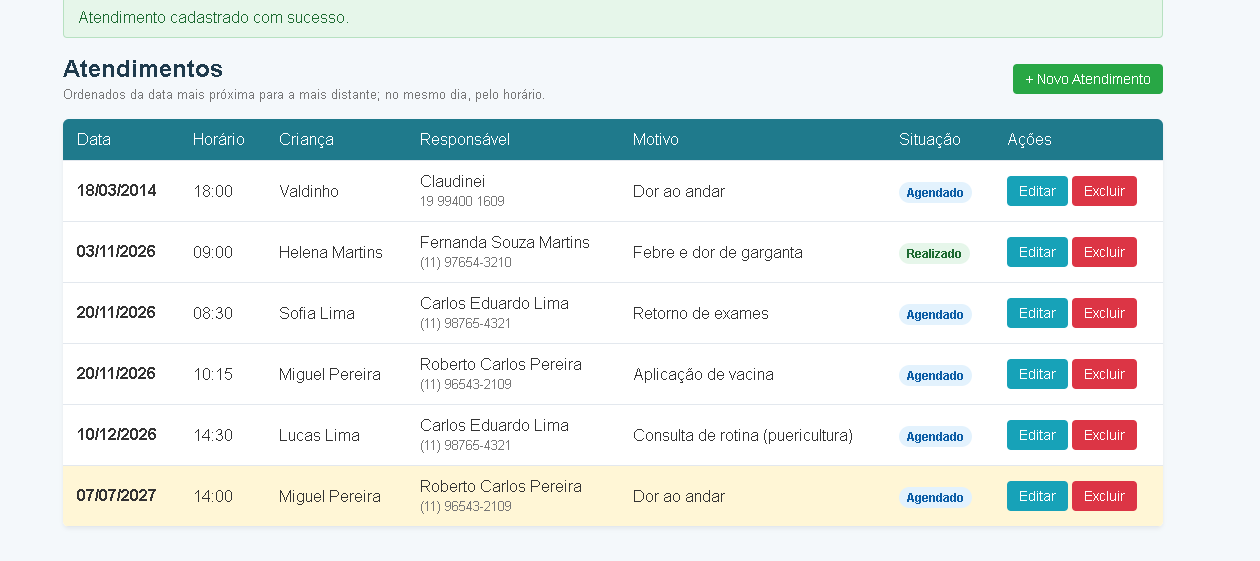 Atendimento cadastrado com sucesso.
Atendimentos
+ Novo Atendimento
Ordenados da data mais próxima para a mais distante; no mesmo dia, pelo horário.
Data Horário Criança Responsável Motivo Situação Ações
18/03/2014 18:00 Valdinho Claudinei Dor ao andar Agendado Editar Excluir
19 99400 1609
03/11/2026 09:00 Helena Martins Fernanda Souza Martins Febre e dor de garganta Realizado Editar Excluir
(11) 97654-3210
20/11/2026 08:30 Sofia Lima Carlos Eduardo Lima Retorno de exames Agendado Editar Excluir
(11) 98765-4321
20/11/2026 10:15 Miguel Pereira Roberto Carlos Pereira Aplicação de vacina Agendado Editar Excluir
(11) 96543-2109
10/12/2026 14:30 Lucas Lima Carlos Eduardo Lima Consulta de rotina (puericultura) Agendado Editar Excluir
(11) 98765-4321
07/07/2027 14:00 Miguel Pereira Roberto Carlos Pereira Dor ao andar Agendado Editar Excluir
(11) 96543-2109